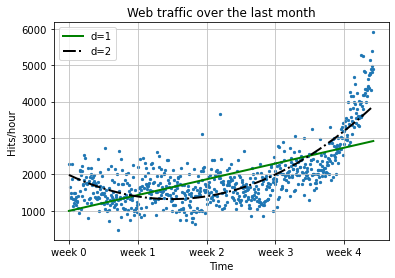 Web traffic over the last month
d=1
d=2
6000
5000
4000
3000
2000
1000
Hits/hour
week 0 week 1 week 2 week 3 week 4
Time